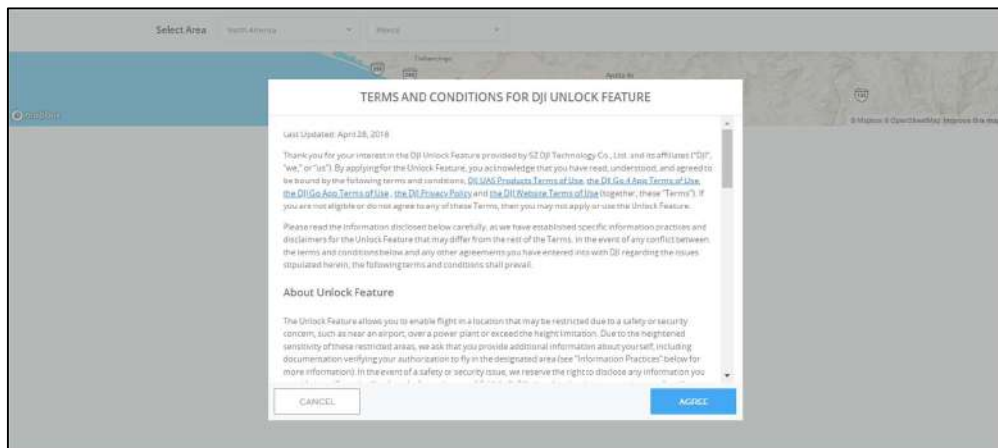 Select Area North America Mexico
TERMS AND CONDITIONS FOR DJI UNLOCK FEATURE
Last Updated: April 28, 2018
Thank you for your interest in the DJI Unlock Feature provided by SZ DJI Technology Co., Ltd. and its affiliates ("DJI",
"we," or "us"). By applying for the Unlock Feature, you acknowledge that you have read, understood, and agreed to
be bound by the following terms and conditions, DJI UAS Products Terms of Use, the DJI Go 4 App Terms of Use,
the DJI Go App Terms of Use , the DJI Privacy Policy and the DJI Website Terms of Use (together, these "Terms"). If
you are not eligible or do not agree to any of these Terms, then you may not apply or use the Unlock Feature.
Please read the information disclosed below carefully, as we have established specific information practices and
disclaimers for the Unlock Feature that may differ from the rest of the Terms. In the event of any conflict between
the terms and conditions below and any other agreements you have entered into with DJI regarding the issues
stipulated herein, the following terms and conditions shall prevail.
About Unlock Feature
The Unlock Feature allows you to enable flight in a location that may be restricted due to a safety or security
concern, such as near an airport, over a power plant or exceed the height limitation. Due to the heightened
sensitivity of these restricted areas, we ask that you provide additional information about yourself, including
documentation verifying your authorization to fly in the designated area (see "Information Practices" below for
more information). In the event of a safety or security issue, we reserve the right to disclose any information you
CANCEL AGREE
mapbox
© Mapbox © OpenStreetMap Improve this map